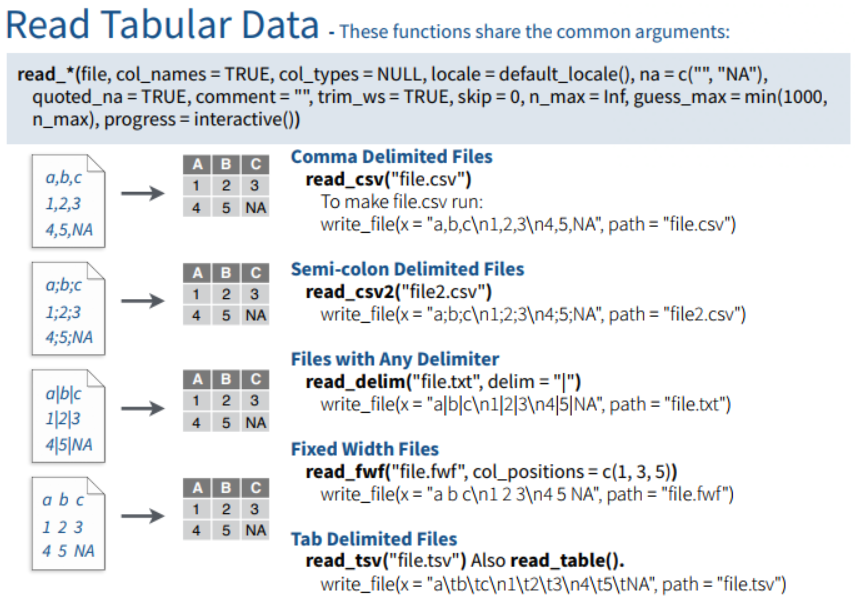 Read Tabular Data - These functions share the common arguments:
read_*(file, col_names = TRUE, col_types = NULL, locale = default_locale(), na = c("", "NA"),
quoted_na = TRUE, comment = "", trim_ws = TRUE, skip = 0, n_max = Inf, guess_max = min(1000,
n_max), progress = interactive())
a,b,c
1,2,3
4,5,NA
A B C
1 2 3
4 5 NA
Comma Delimited Files
read_csv("file.csv")
To make file.csv run:
write_file(x = "a,b,c\n1,2,3\n4,5,NA", path = "file.csv")
a;b;c
1;2;3
4;5;NA
A B C
1 2 3
4 5 NA
Semi-colon Delimited Files
read_csv2("file2.csv")
write_file(x = "a;b;c\n1;2;3\n4;5;NA", path = "file2.csv")
a|b|c
1|2|3
4|5|NA
A B C
1 2 3
4 5 NA
Files with Any Delimiter
read_delim("file.txt", delim = "|")
write_file(x = "a|b|c\n1|2|3\n4|5|NA", path = "file.txt")
a b c
1 2 3
4 5 NA
A B C
1 2 3
4 5 NA
Fixed Width Files
read_fwf("file.fwf", col_positions = c(1, 3, 5))
write_file(x = "a b c\n1 2 3\n4 5 NA", path = "file.fwf")
Tab Delimited Files
read_tsv("file.tsv") Also read_table().
write_file(x = "a\tb\tc\n1\t2\t3\n4\t5\tNA", path = "file.tsv")